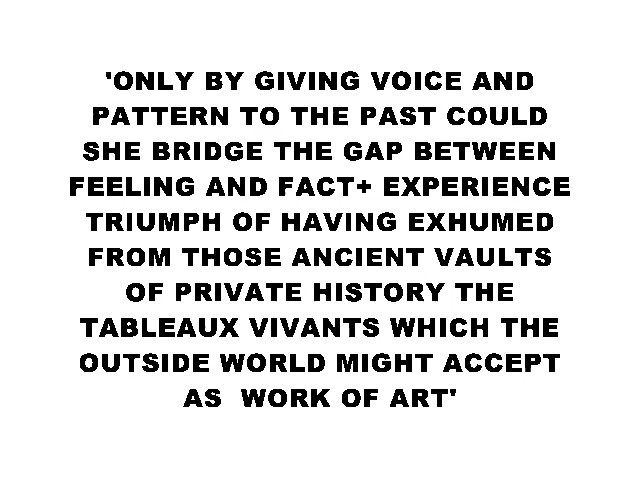 'ONLY BY GIVING VOICE AND
PATTERN TO THE PAST COULD
SHE BRIDGE THE GAP BETWEEN
FEELING AND FACT+ EXPERIENCE
TRIUMPH OF HAVING EXHUMED
FROM THOSE ANCIENT VAULTS
OF PRIVATE HISTORY THE
TABLEAUX VIVANTS WHICH THE
OUTSIDE WORLD MIGHT ACCEPT
AS  WORK OF ART'